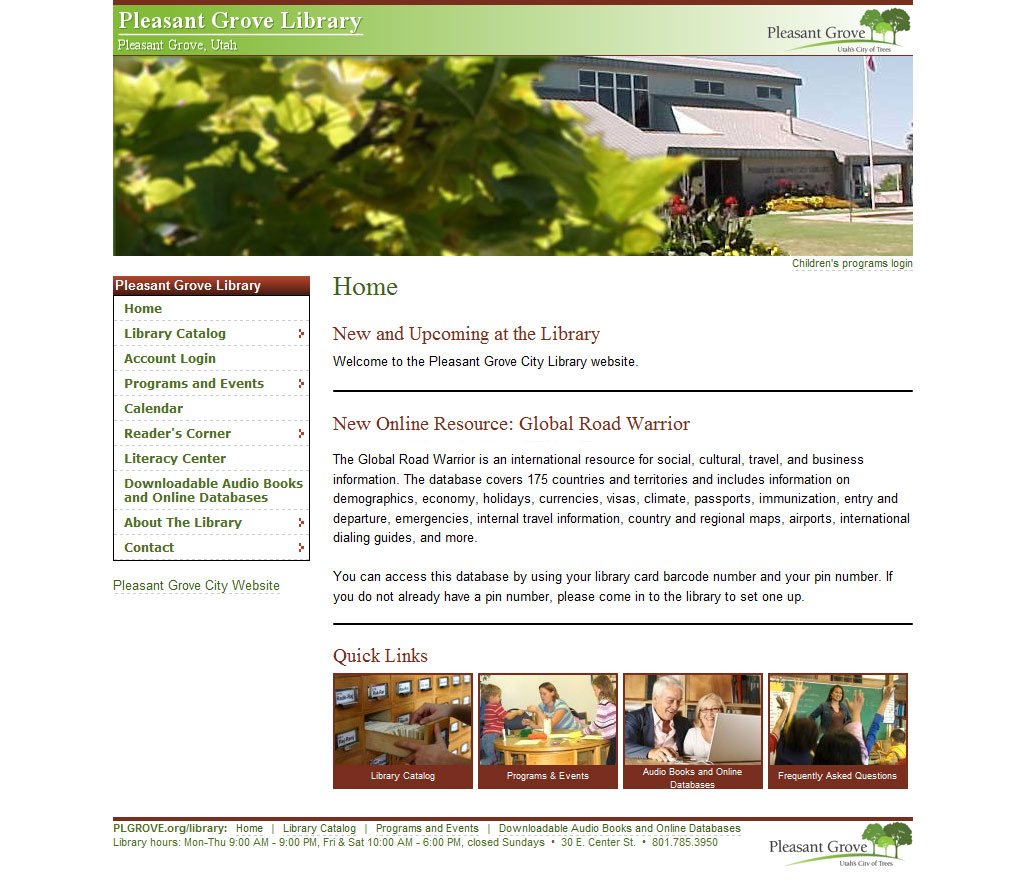 Pleasant Grove Library
Pleasant Grove, Utah
Pleasant Grove
Utah's City of Trees
PLEASANT GROVE CITY LIBRARY
Children's programs login
Pleasant Grove Library
Home
Library Catalog
Account Login
Programs and Events
Calendar
Reader's Corner
Literacy Center
Downloadable Audio Books
and Online Databases
About The Library
Contact
Pleasant Grove City Website
Home
New and Upcoming at the Library
Welcome to the Pleasant Grove City Library website.
New Online Resource: Global Road Warrior
The Global Road Warrior is an international resource for social, cultural, travel, and business
information. The database covers 175 countries and territories and includes information on
demographics, economy, holidays, currencies, visas, climate, passports, immunization, entry and
departure, emergencies, internal travel information, country and regional maps, airports, international
dialing guides, and more.
You can access this database by using your library card barcode number and your pin number. If
you do not already have a pin number, please come in to the library to set one up.
Quick Links
Library Catalog
Programs & Events
Audio Books and Online
Databases
Frequently Asked Questions
PLGROVE.org/library: Home | Library Catalog | Programs and Events | Downloadable Audio Books and Online Databases
Library hours: Mon-Thu 9:00 AM - 9:00 PM, Fri & Sat 10:00 AM - 6:00 PM, closed Sundays • 30 E. Center St. • 801.785.3950
Pleasant Grove
Utah's City of Trees